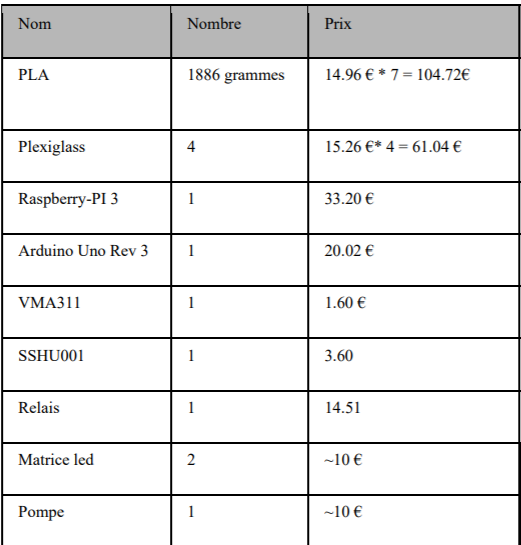 Nom Nombre Prix
PLA 1886 grammes 14.96 € * 7 = 104.72€
Plexiglass 4 15.26 €* 4 = 61.04 €
Raspberry-PI 3 1 33.20 €
Arduino Uno Rev 3 1 20.02 €
VMA311 1 1.60 €
SSHU001 1 3.60
Relais 1 14.51
Matrice led 2 ~10 €
Pompe 1 ~10 €